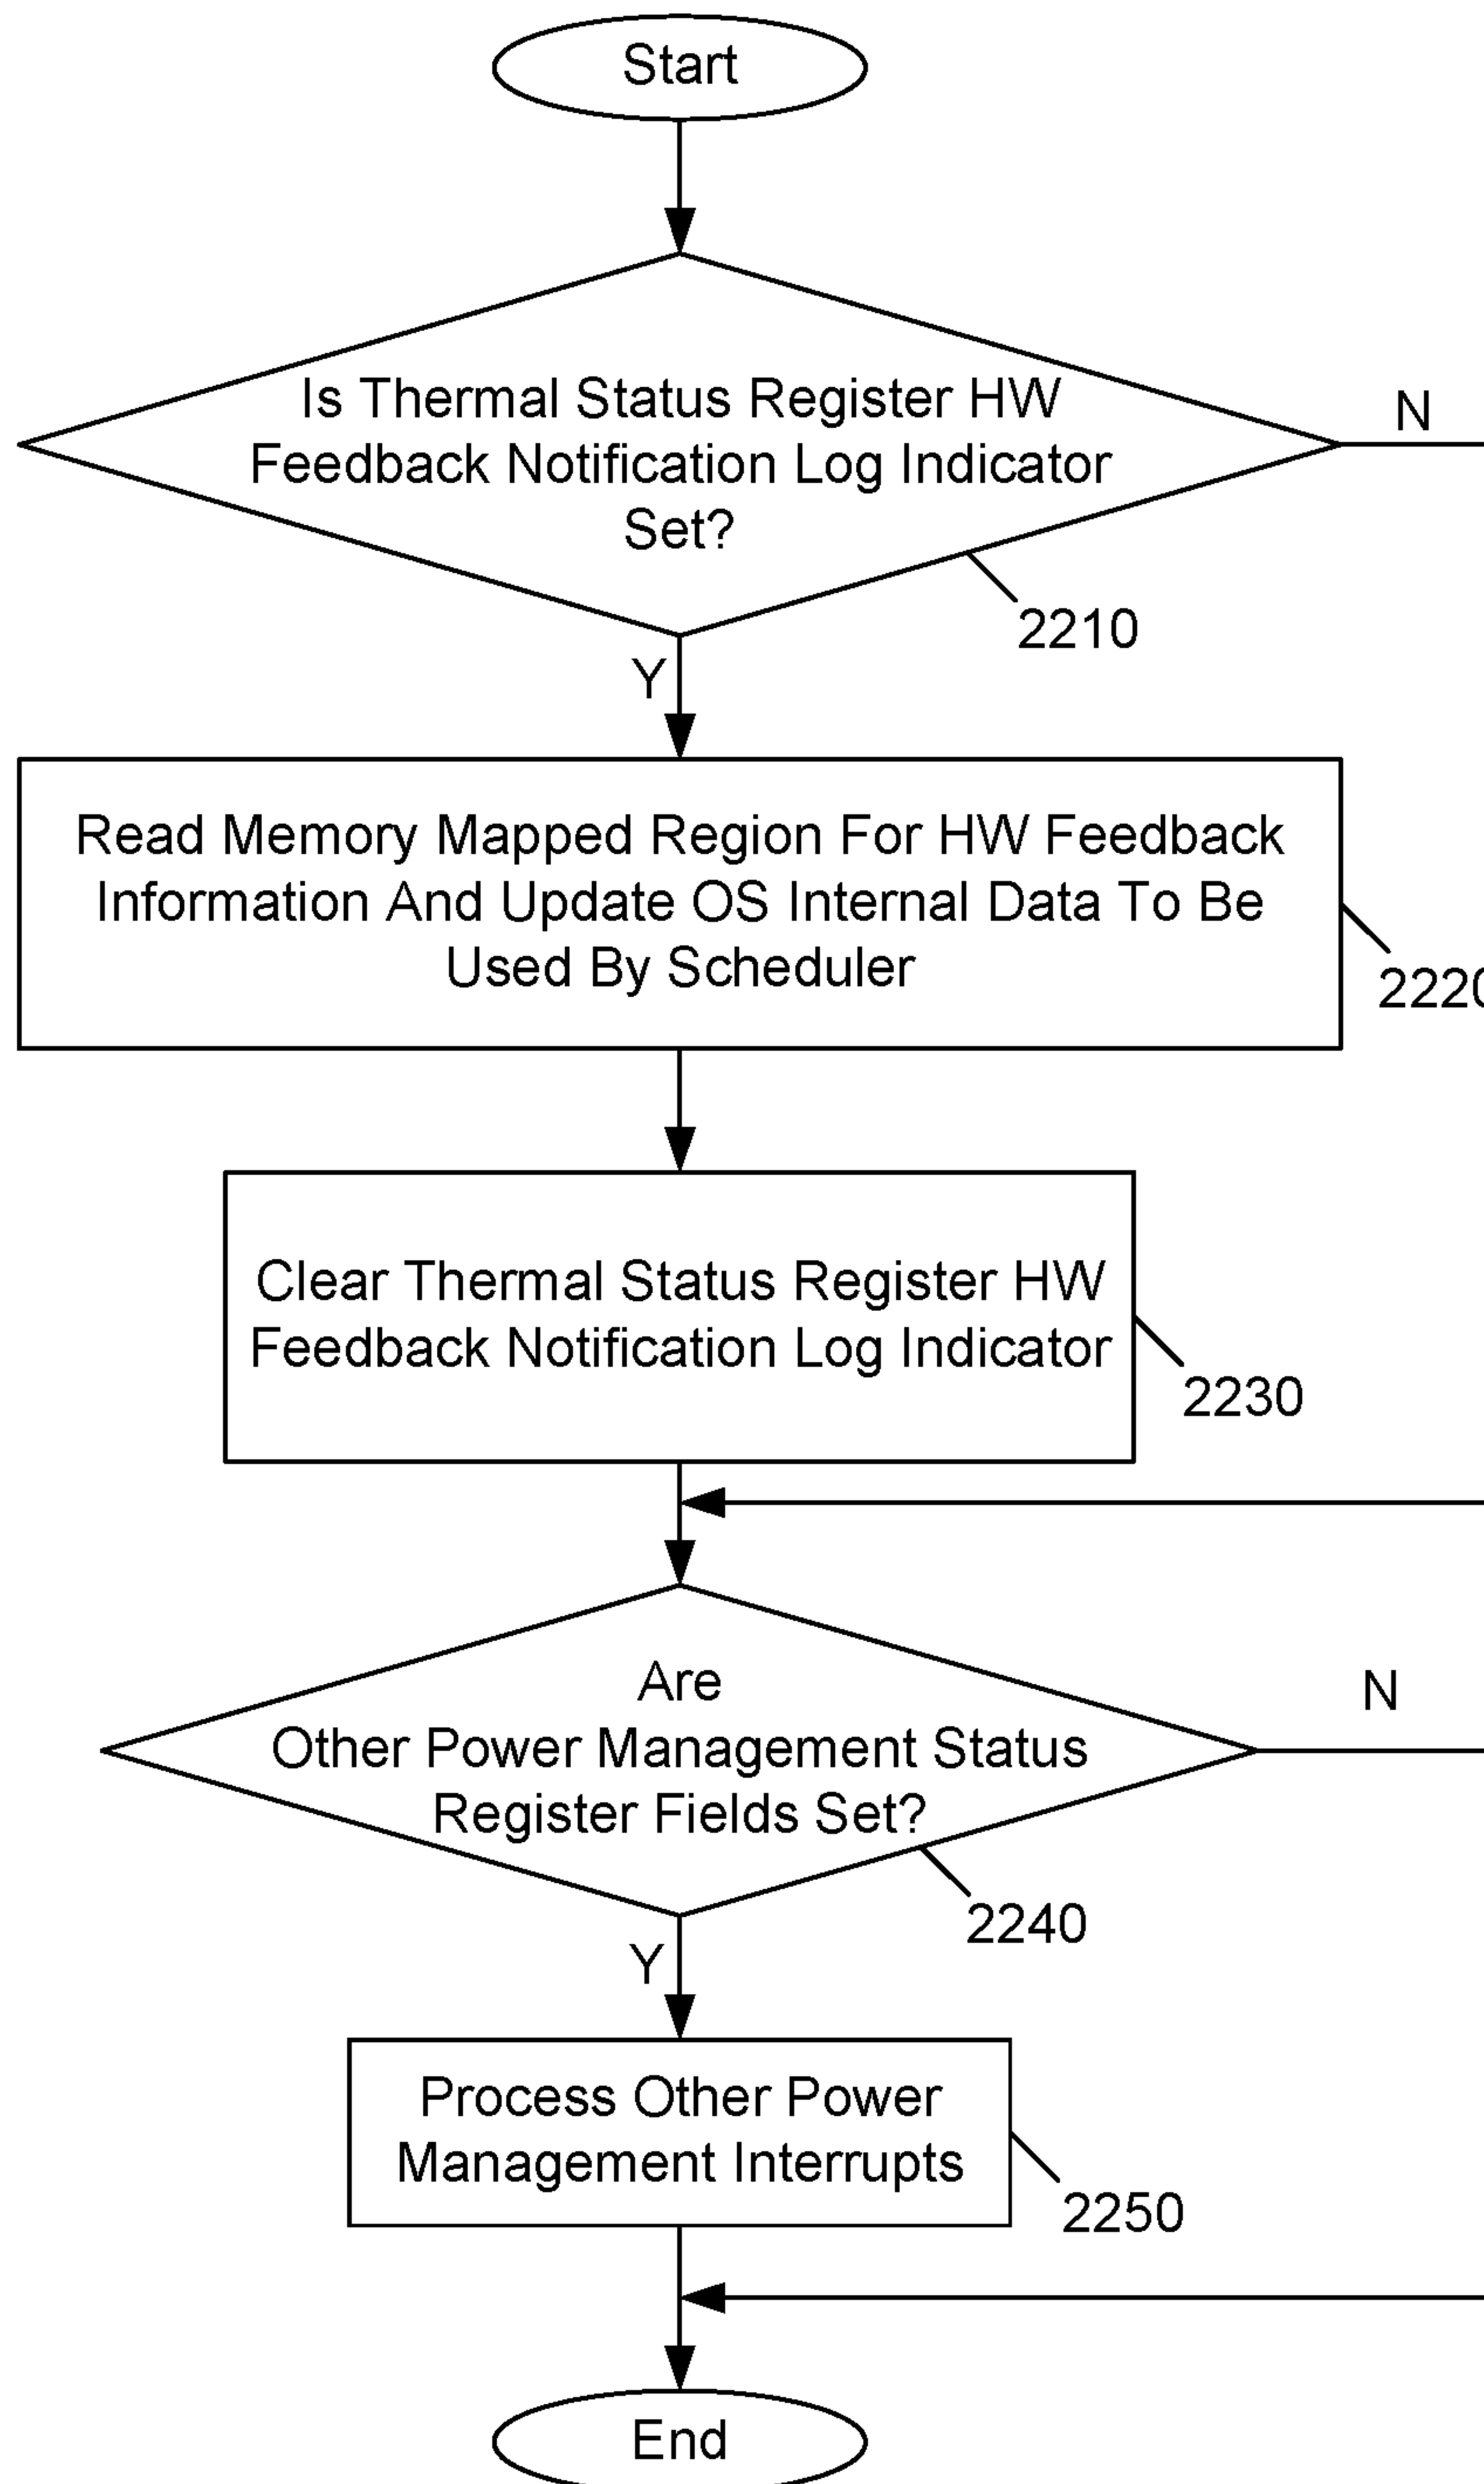 Start
Is Thermal Status Register HW
Feedback Notification Log Indicator
Set?
N
2210
Y
Read Memory Mapped Region For HW Feedback
Information And Update OS Internal Data To Be
Used By Scheduler
2220
Clear Thermal Status Register HW
Feedback Notification Log Indicator
2230
Are
Other Power Management Status
Register Fields Set?
N
2240
Y
Process Other Power
Management Interrupts
2250
End